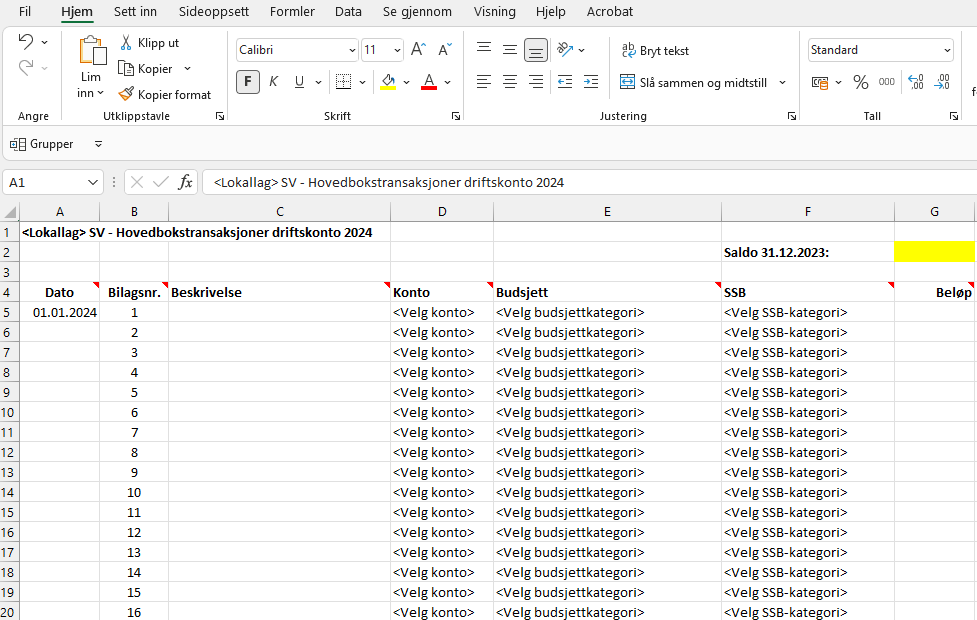 Fil Hjem Sett inn Sideoppsett Formler Data Se gjennom Visning Hjelp Acrobat
Calibri 11 Standard
Klipp ut
Kopier
Kopier format
Lim
inn
F K U A
ab Bryt tekst
Slå sammen og midtstill
% 000
Angre Utklippstavle Skrift Justering Tall
Grupper
A1 fx <Lokallag> SV - Hovedbokstransaksjoner driftskonto 2024
A B C D E F G
1 <Lokallag> SV - Hovedbokstransaksjoner driftskonto 2024
2 Saldo 31.12.2023:
3
4 Dato Bilagsnr. Beskrivelse Konto Budsjett SSB Beløp
5 01.01.2024 1 <Velg konto> <Velg budsjettkategori> <Velg SSB-kategori>
6 2 <Velg konto> <Velg budsjettkategori> <Velg SSB-kategori>
7 3 <Velg konto> <Velg budsjettkategori> <Velg SSB-kategori>
8 4 <Velg konto> <Velg budsjettkategori> <Velg SSB-kategori>
9 5 <Velg konto> <Velg budsjettkategori> <Velg SSB-kategori>
10 6 <Velg konto> <Velg budsjettkategori> <Velg SSB-kategori>
11 7 <Velg konto> <Velg budsjettkategori> <Velg SSB-kategori>
12 8 <Velg konto> <Velg budsjettkategori> <Velg SSB-kategori>
13 9 <Velg konto> <Velg budsjettkategori> <Velg SSB-kategori>
14 10 <Velg konto> <Velg budsjettkategori> <Velg SSB-kategori>
15 11 <Velg konto> <Velg budsjettkategori> <Velg SSB-kategori>
16 12 <Velg konto> <Velg budsjettkategori> <Velg SSB-kategori>
17 13 <Velg konto> <Velg budsjettkategori> <Velg SSB-kategori>
18 14 <Velg konto> <Velg budsjettkategori> <Velg SSB-kategori>
19 15 <Velg konto> <Velg budsjettkategori> <Velg SSB-kategori>
20 16 <Velg konto> <Velg budsjettkategori> <Velg SSB-kategori>